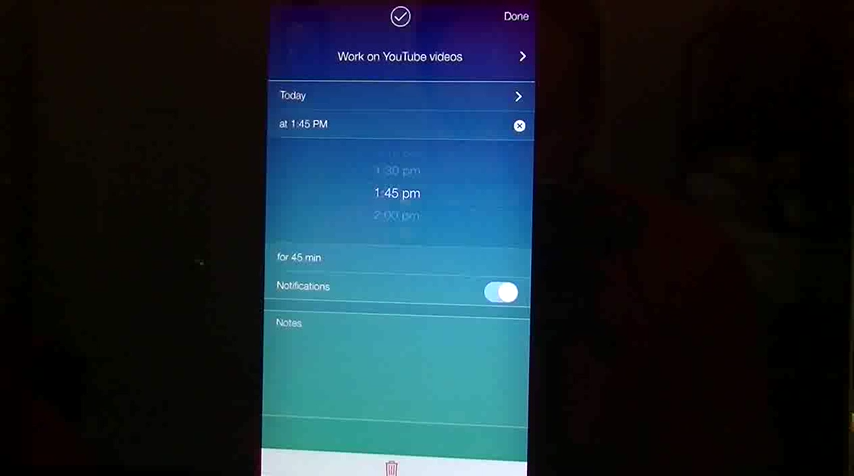 Done
Work on YouTube videos
Today
at 1:45 PM
1:30 pm
1:45 pm
2:00 pm
for 45 min
Notifications
Notes